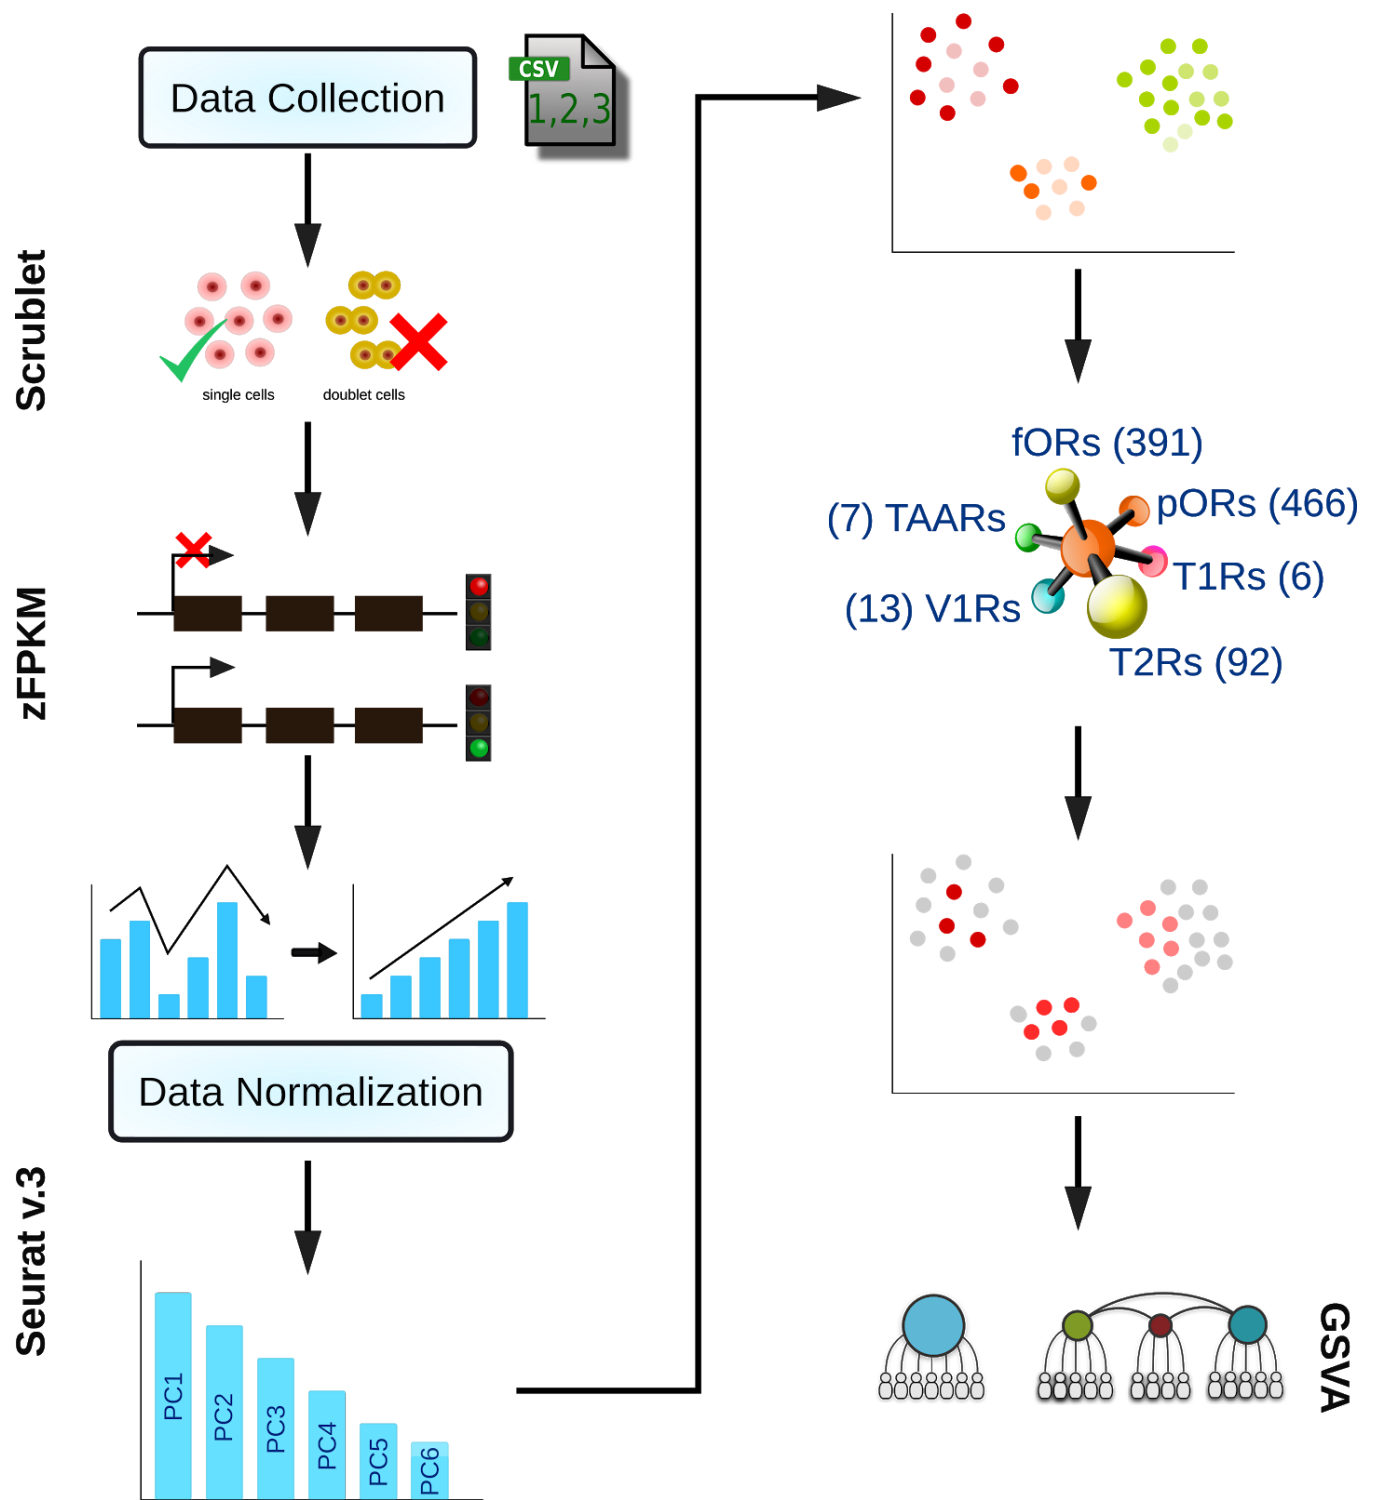 Data Collection
CSV
1,2,3
Scrublet
single cells
doublet cells
zFPKM
Data Normalization
Seurat v.3
PC1
PC2
PC3
PC4
PC5
PC6
fORs (391)
(7) TAARs
pORs (466)
T1Rs (6)
(13) V1Rs
T2Rs (92)
GSVA